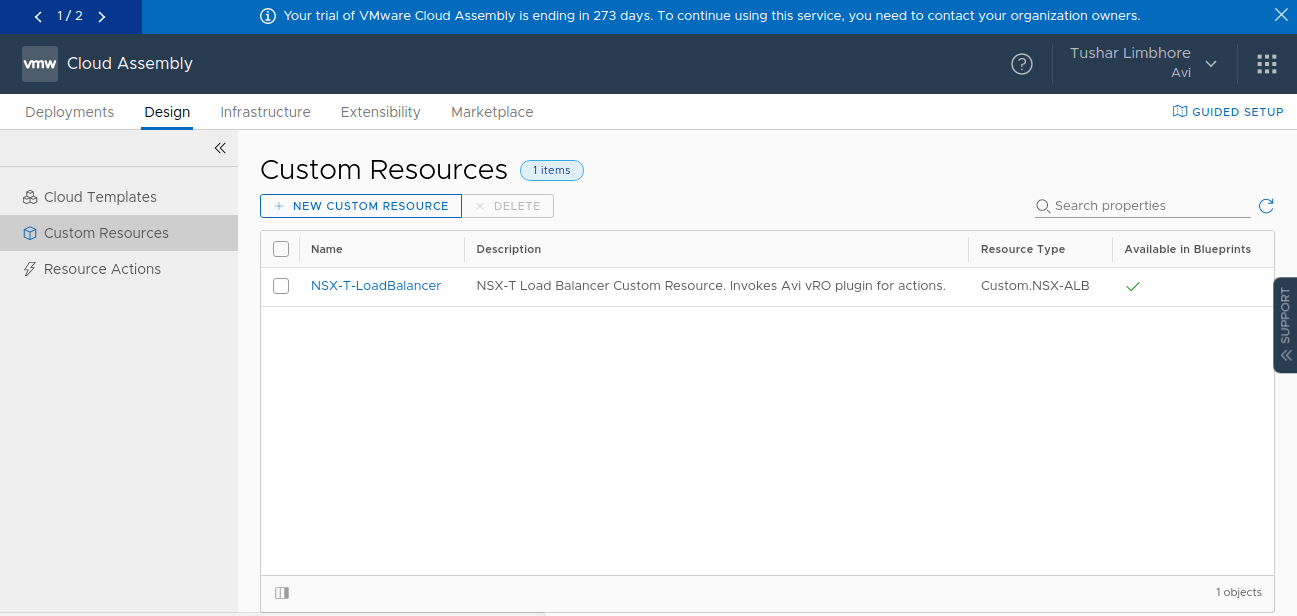 1 / 2
Your trial of VMware Cloud Assembly is ending in 273 days. To continue using this service, you need to contact your organization owners.
vmw Cloud Assembly
?
Tushar Limbhore
Avi
Deployments Design Infrastructure Extensibility Marketplace
GUIDED SETUP
Cloud Templates
Custom Resources
Resource Actions
Custom Resources 1 items
+ NEW CUSTOM RESOURCE × DELETE
Search properties
Name Description Resource Type Available in Blueprints
NSX-T-LoadBalancer NSX-T Load Balancer Custom Resource. Invokes Avi vRO plugin for actions. Custom.NSX-ALB
1 objects
SUPPORT